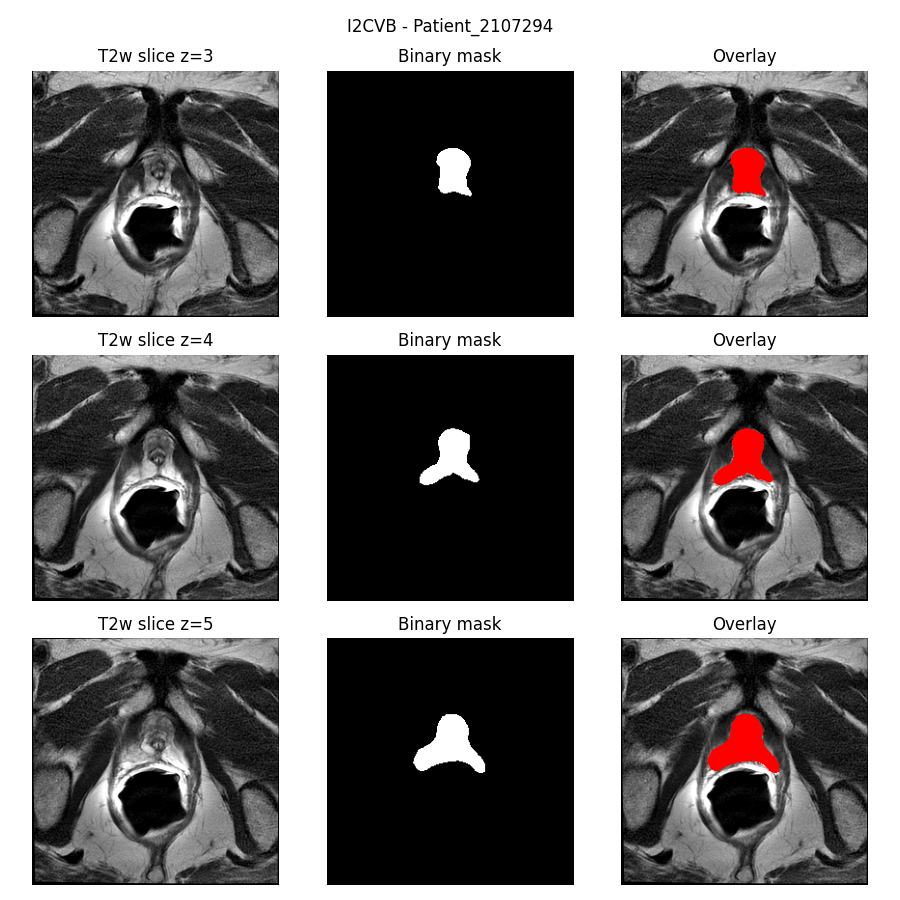 I2CVB - Patient_2107294
T2w slice z=3
Binary mask
Overlay
T2w slice z=4
Binary mask
Overlay
T2w slice z=5
Binary mask
Overlay